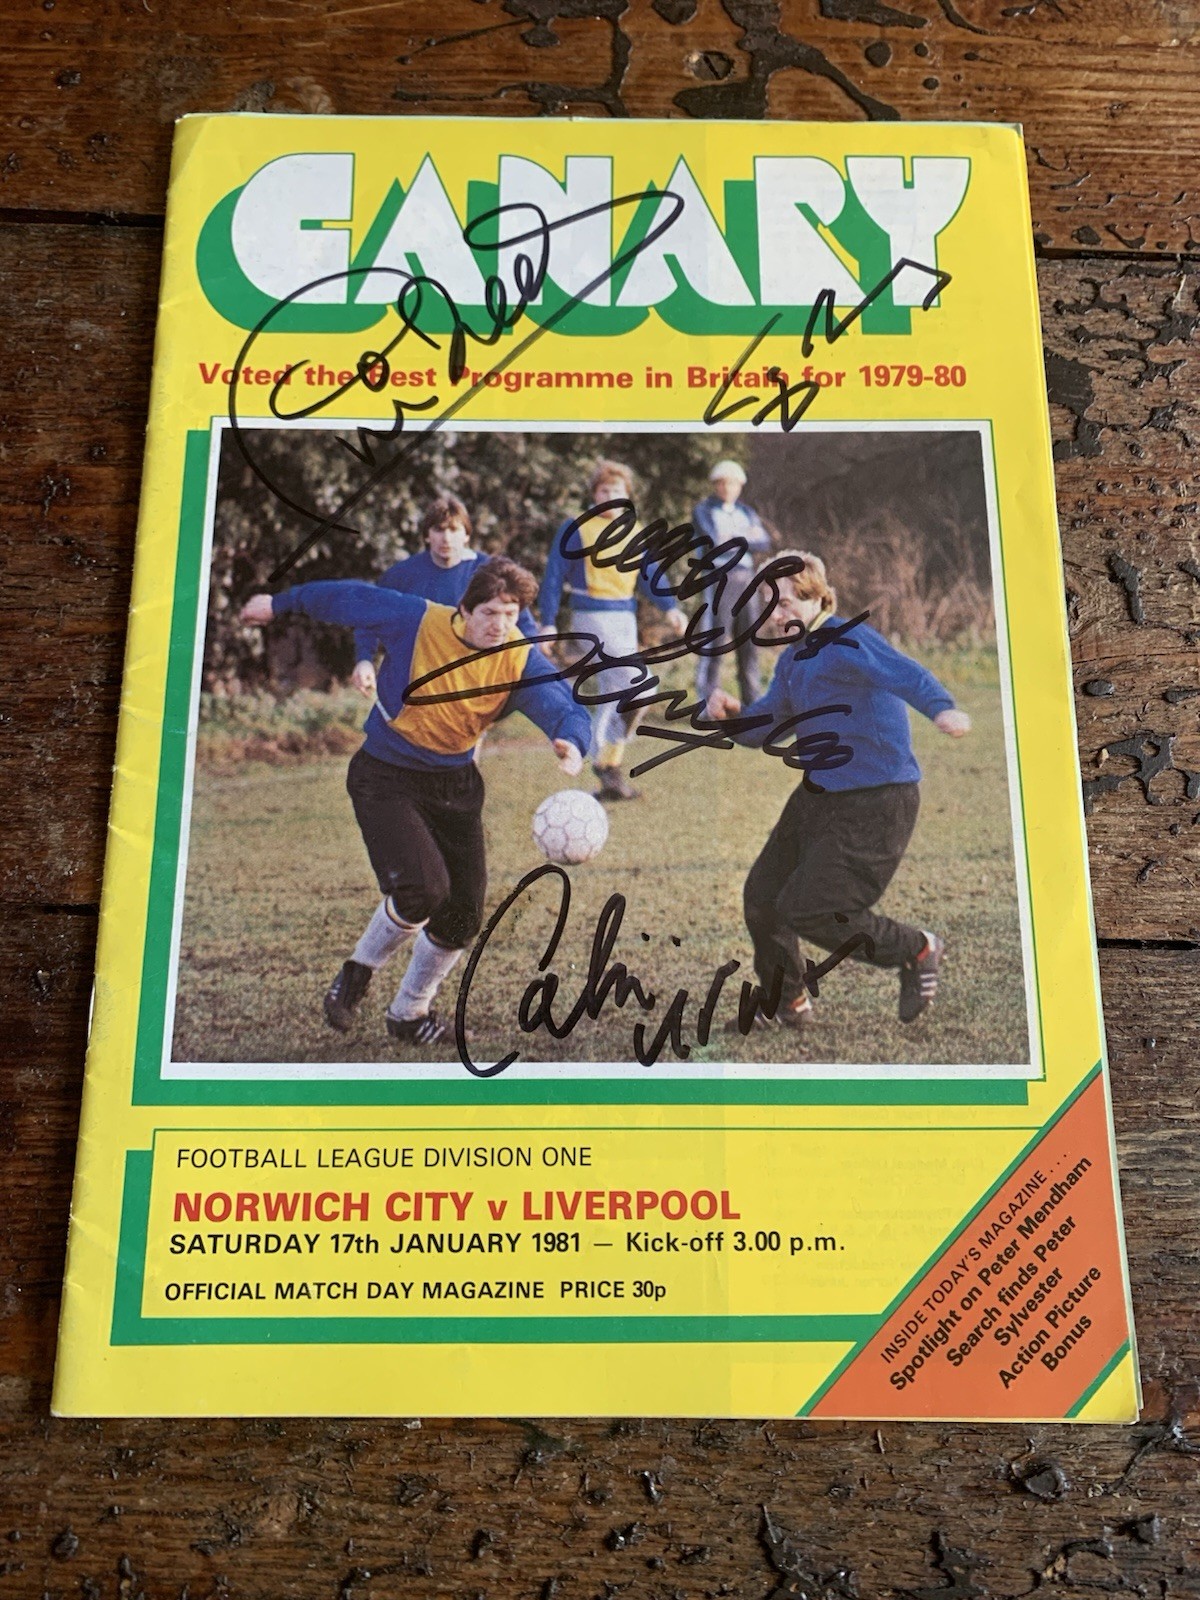 CANARY
Voted the Best Programme in Britain for 1979-80
Colin Irwin
FOOTBALL LEAGUE DIVISION ONE
NORWICH CITY v LIVERPOOL
SATURDAY 17th JANUARY 1981 — Kick-off 3.00 p.m.
OFFICIAL MATCH DAY MAGAZINE PRICE 30p
INSIDE TODAY'S MAGAZINE . . .
Spotlight on Peter Mendham
Search finds Peter
Sylvester
Action Picture
Bonus